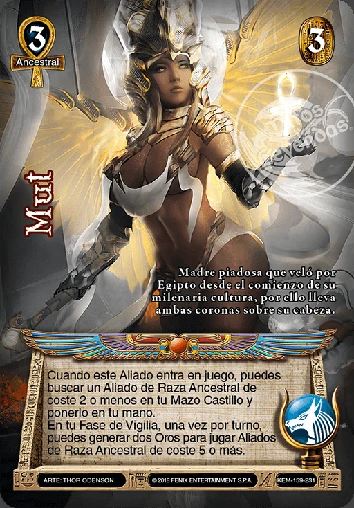 3
Ancestral
3
Mut
Madre piadosa que veló por
Egipto desde el comienzo de su
milenaria cultura, por ello lleva
ambas coronas sobre su cabeza.
Cuando este Aliado entra en juego, puedes
buscar un Aliado de Raza Ancestral de
coste 2 o menos en tu Mazo Castillo y
ponerlo en tu mano.
En tu Fase de Vigilia, una vez por turno,
puedes generar dos Oros para jugar Aliados
de Raza Ancestral de coste 5 o más.
ARTE: THOR ODENSON
FENIX ENTERTAINMENT S.P.A.